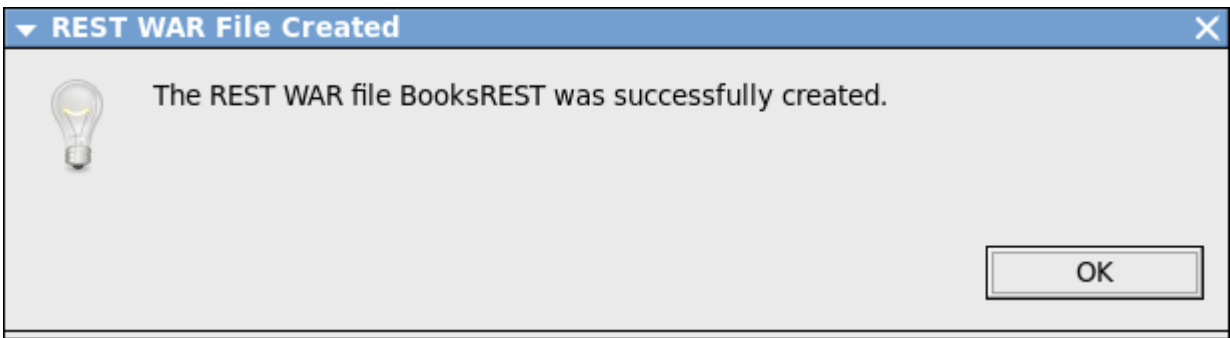 REST WAR File Created
The REST WAR file BooksREST was successfully created.
OK